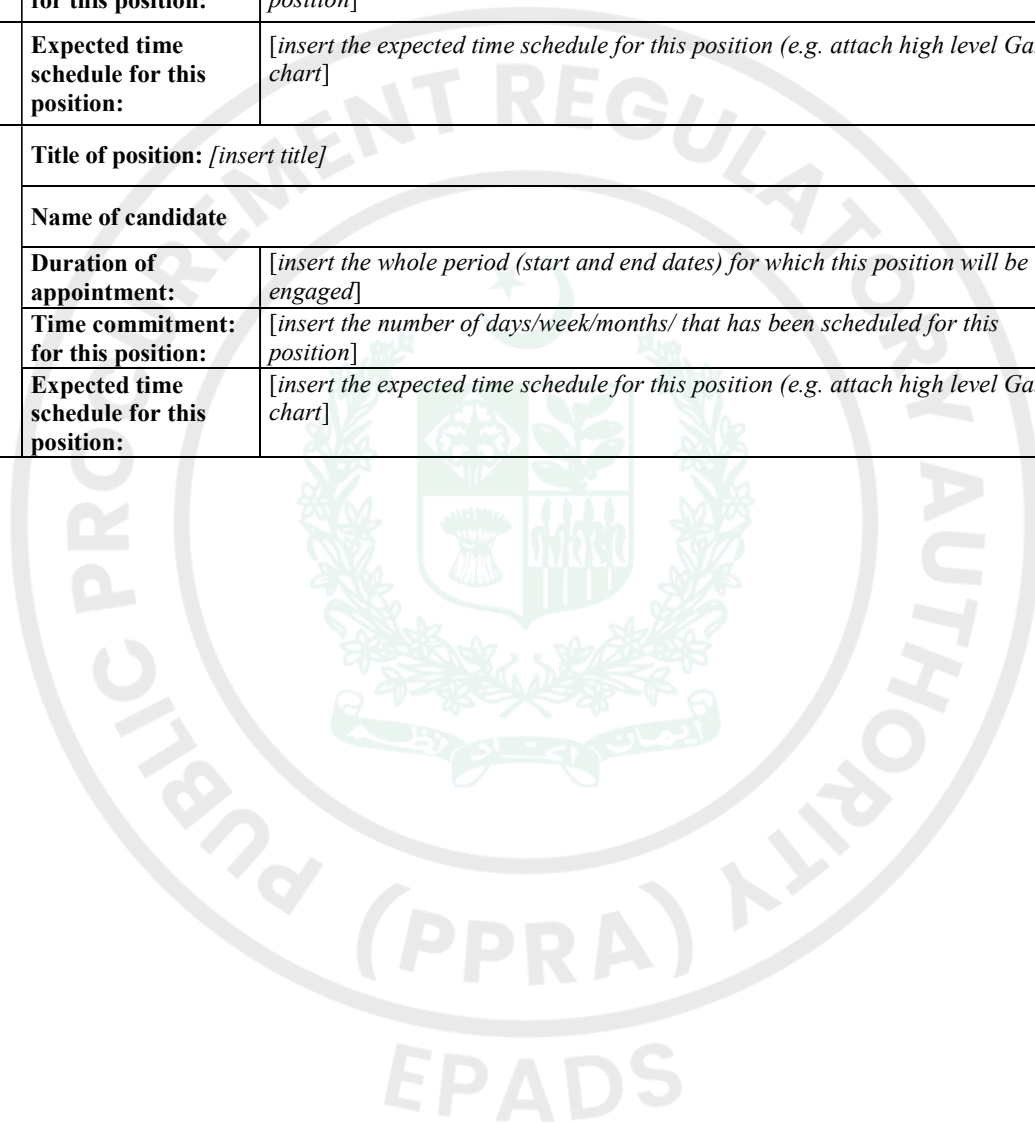 for this position: position]
Expected time [insert the expected time schedule for this position (e.g. attach high level Ga
schedule for this chart]
position:
Title of position: [insert title]
Name of candidate
Duration of [insert the whole period (start and end dates) for which this position will be
appointment: engaged]
Time commitment: [insert the number of days/week/months/ that has been scheduled for this
for this position: position]
Expected time [insert the expected time schedule for this position (e.g. attach high level Ga
schedule for this chart]
position:
PUBLIC PROCUREMENT REGULATORY AUTHORITY
(PPRA)
EPADS